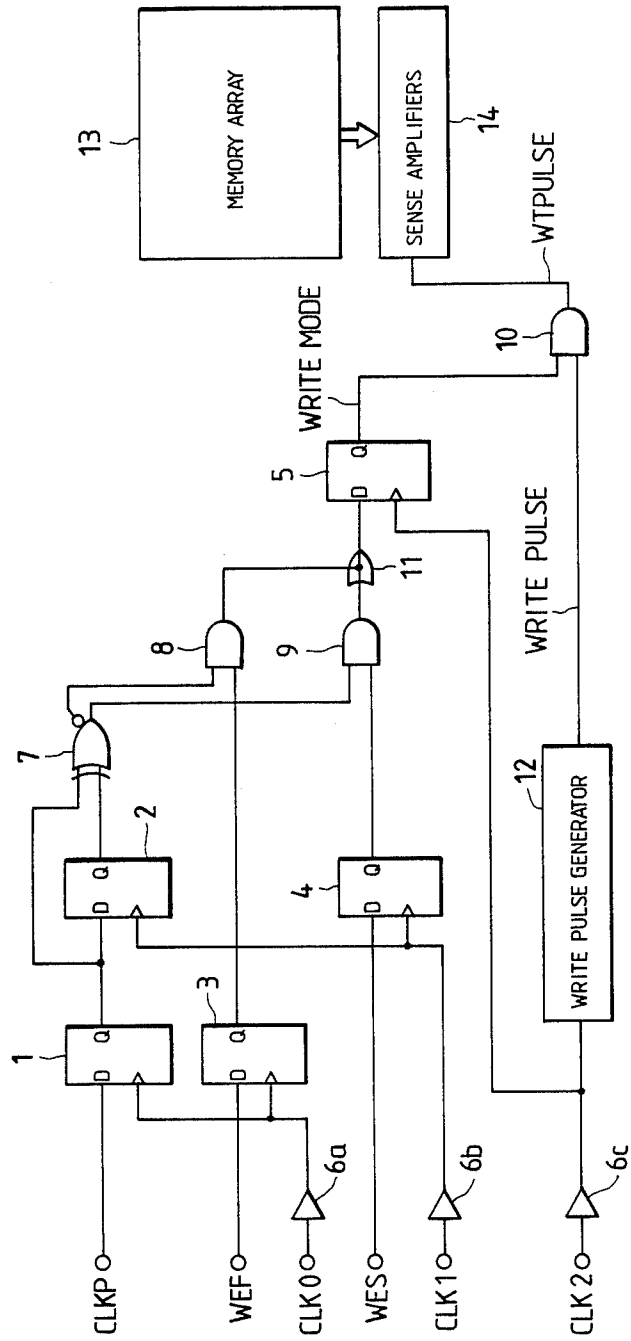 CLKP
WEF
CLK0
WES
CLK1
CLK2
6a
6b
6c
1
D
Q
3
D
Q
2
D
Q
4
D
Q
12
WRITE PULSE GENERATOR
7
8
9
11
5
D
Q
WRITE MODE
WRITE PULSE
10
WTPULSE
13
MEMORY ARRAY
SENSE AMPLIFIERS
14